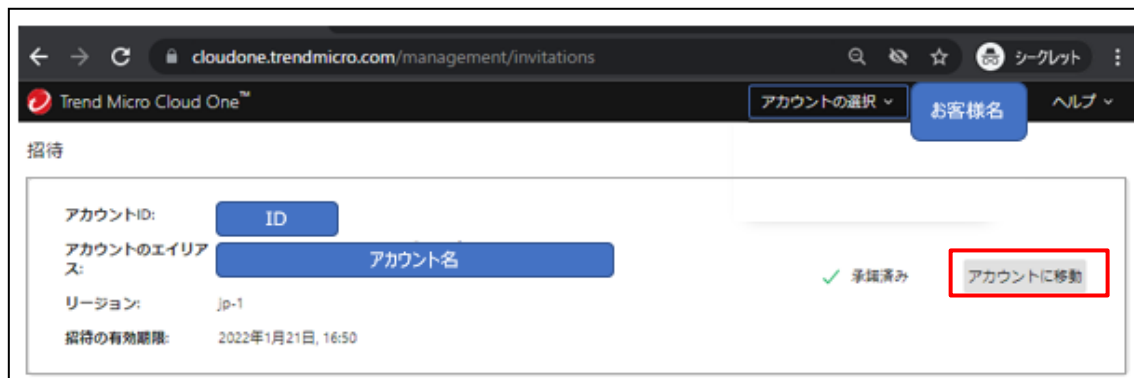 cloudone.trendmicro.com/management/invitations
シークレット
Trend Micro Cloud One™
アカウントの選択
お客様名
ヘルプ
招待
アカウントID:
ID
アカウントのエイリア
ス:
アカウント名
承諾済み
アカウントに移動
リージョン:
jp-1
招待の有効期限:
2022年1月21日, 16:50